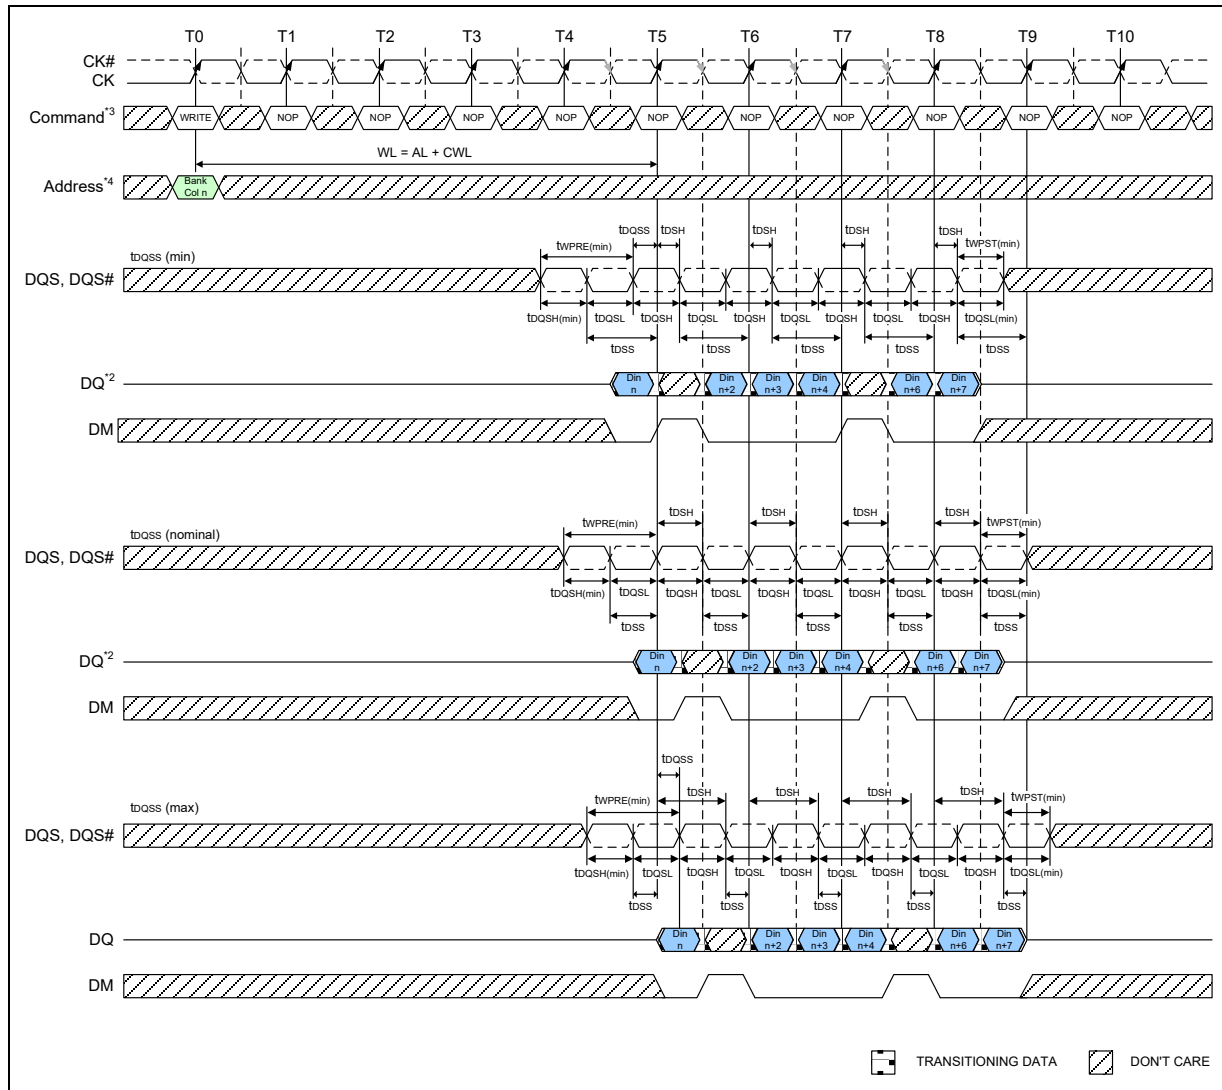 T0 T1 T2 T3 T4 T5 T6 T7 T8 T9 T10
CK#
CK
Command*3 WRITE NOP NOP NOP NOP NOP NOP NOP NOP NOP NOP
WL = AL + CWL
Address*4 Bank Col n
tDQSS tDSH tDSH tDSH tDSH
tWPRE(min) tWPST(min)
tDQSS (min)
DQS, DQS#
tDQSH(min) tDQSL tDQSH tDQSL tDQSH tDQSL tDQSH tDQSL tDQSH tDQSL(min)
tDSS tDSS tDSS tDSS tDSS
DQ*2 Din n Din n+2 Din n+3 Din n+4 Din n+6 Din n+7
DM
tDSH tDSH tDSH tDSH
tWPRE(min) tWPST(min)
tDQSS (nominal)
DQS, DQS#
tDQSH(min) tDQSL tDQSH tDQSL tDQSH tDQSL tDQSH tDQSL tDQSH tDQSL(min)
tDSS tDSS tDSS tDSS tDSS
DQ*2 Din n Din n+2 Din n+3 Din n+4 Din n+6 Din n+7
DM
tDQSS
tDSH tDSH tDSH tDSH
tWPRE(min) tWPST(min)
tDQSS (max)
DQS, DQS#
tDQSH(min) tDQSL tDQSH tDQSL tDQSH tDQSL tDQSH tDQSL tDQSH tDQSL(min)
tDSS tDSS tDSS tDSS tDSS
DQ Din n Din n+2 Din n+3 Din n+4 Din n+6 Din n+7
DM
TRANSITIONING DATA DON'T CARE